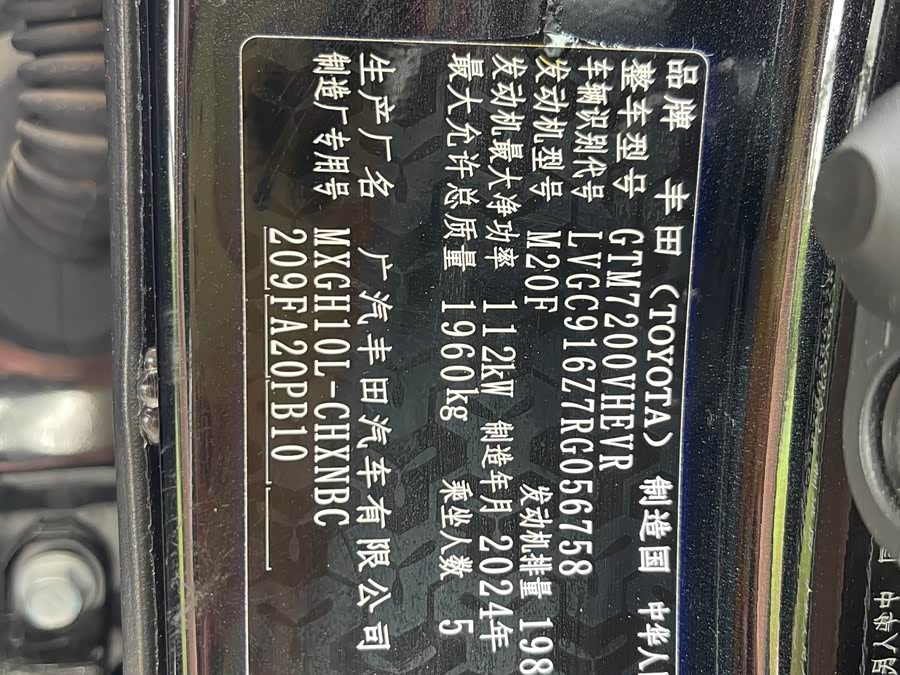 品牌 丰田（TOYOTA） 制造国 中华人
整车型号 GTM7200VHEVR
车辆识别代号 LVGC916Z7RG056758
发动机型号 M20F 发动机排量 198
发动机最大净功率 112kW 制造年月 2024年
最大允许总质量 1960kg 乘坐人数 5
生产厂名 广汽丰田汽车有限公司
制造厂专用号 MXGH10L-CHXNBC
209FA20PB10